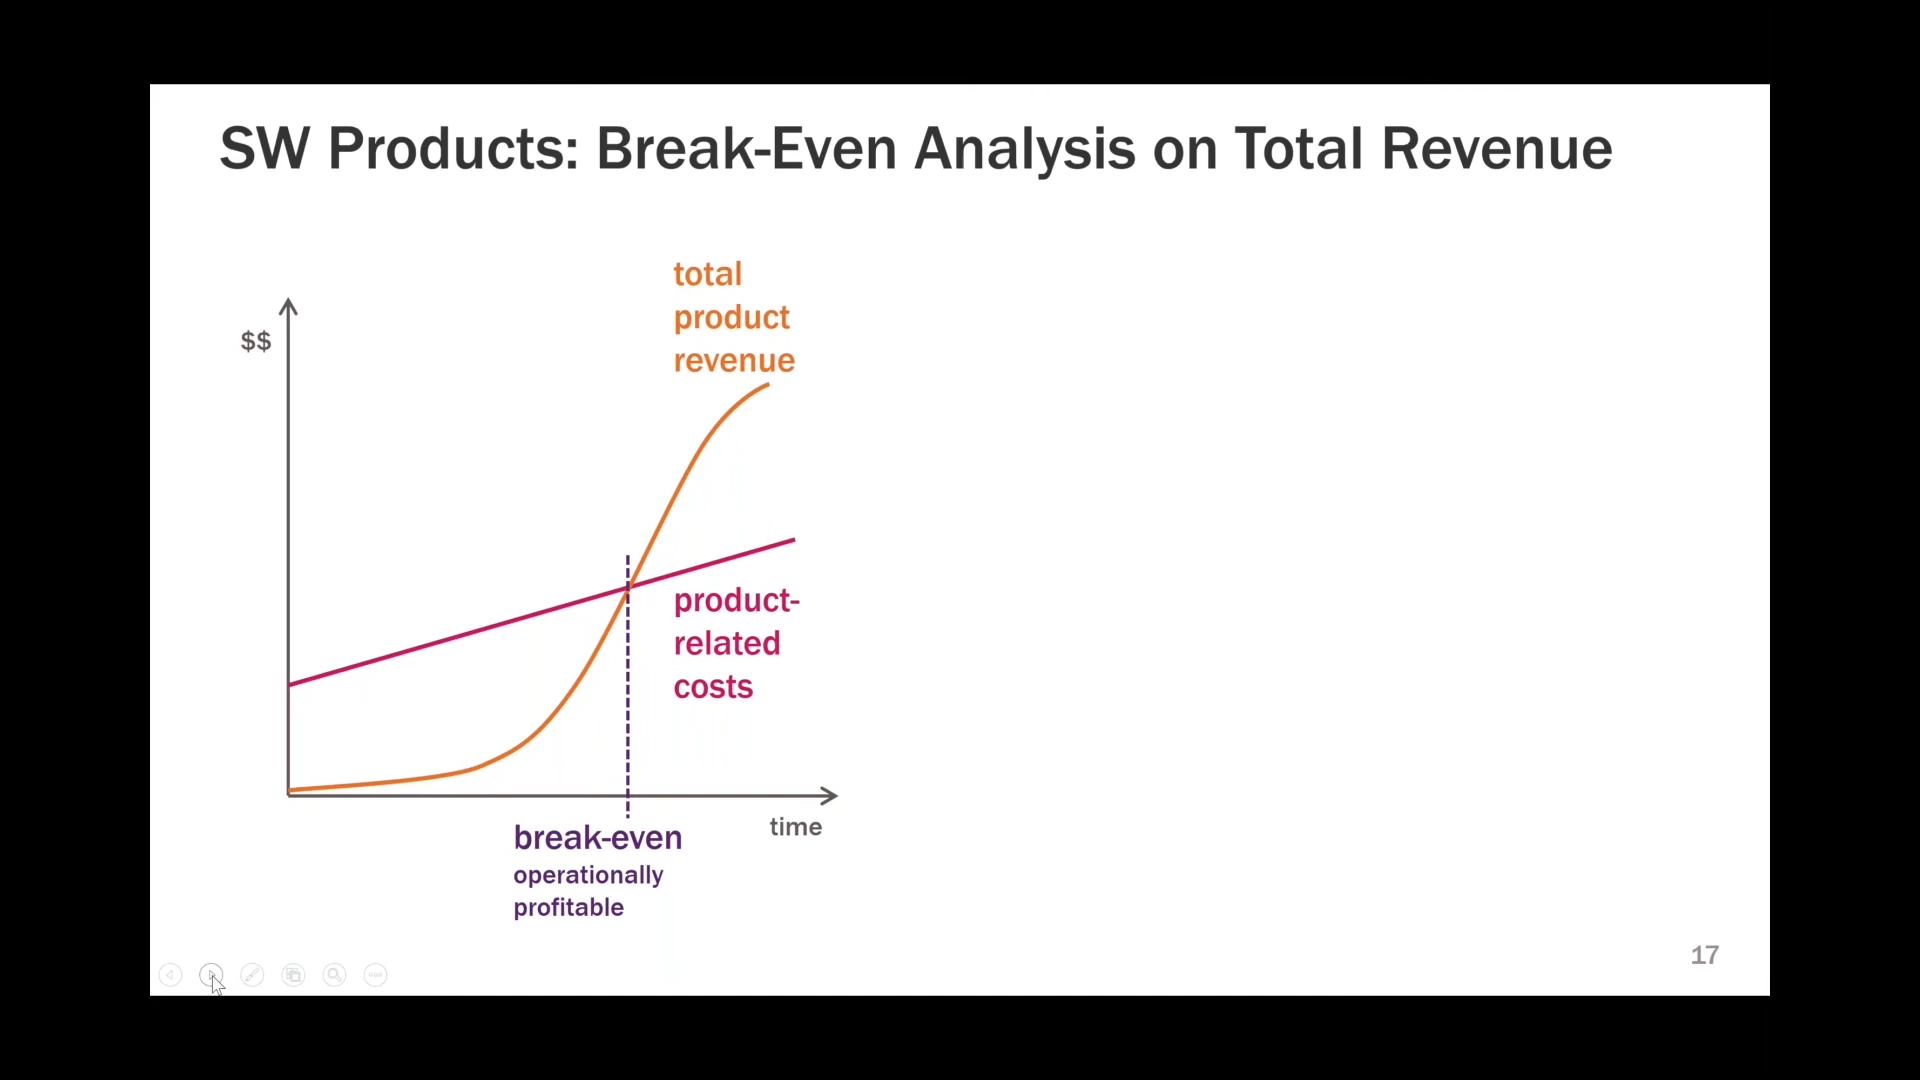 SW Products: Break-Even Analysis on Total Revenue
total
product
revenue
$$
product-
related
costs
time
break-even
operationally
profitable
17